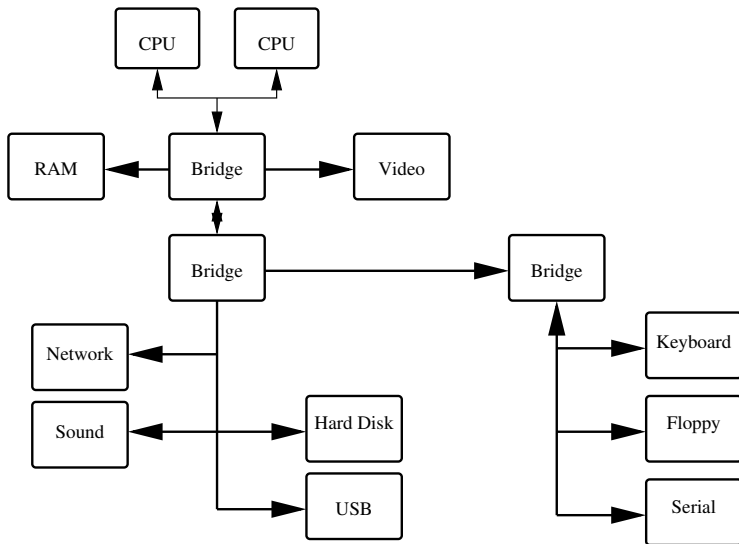 CPU
CPU
RAM
Bridge
Video
Bridge
Bridge
Network
Keyboard
Sound
Hard Disk
Floppy
USB
Serial